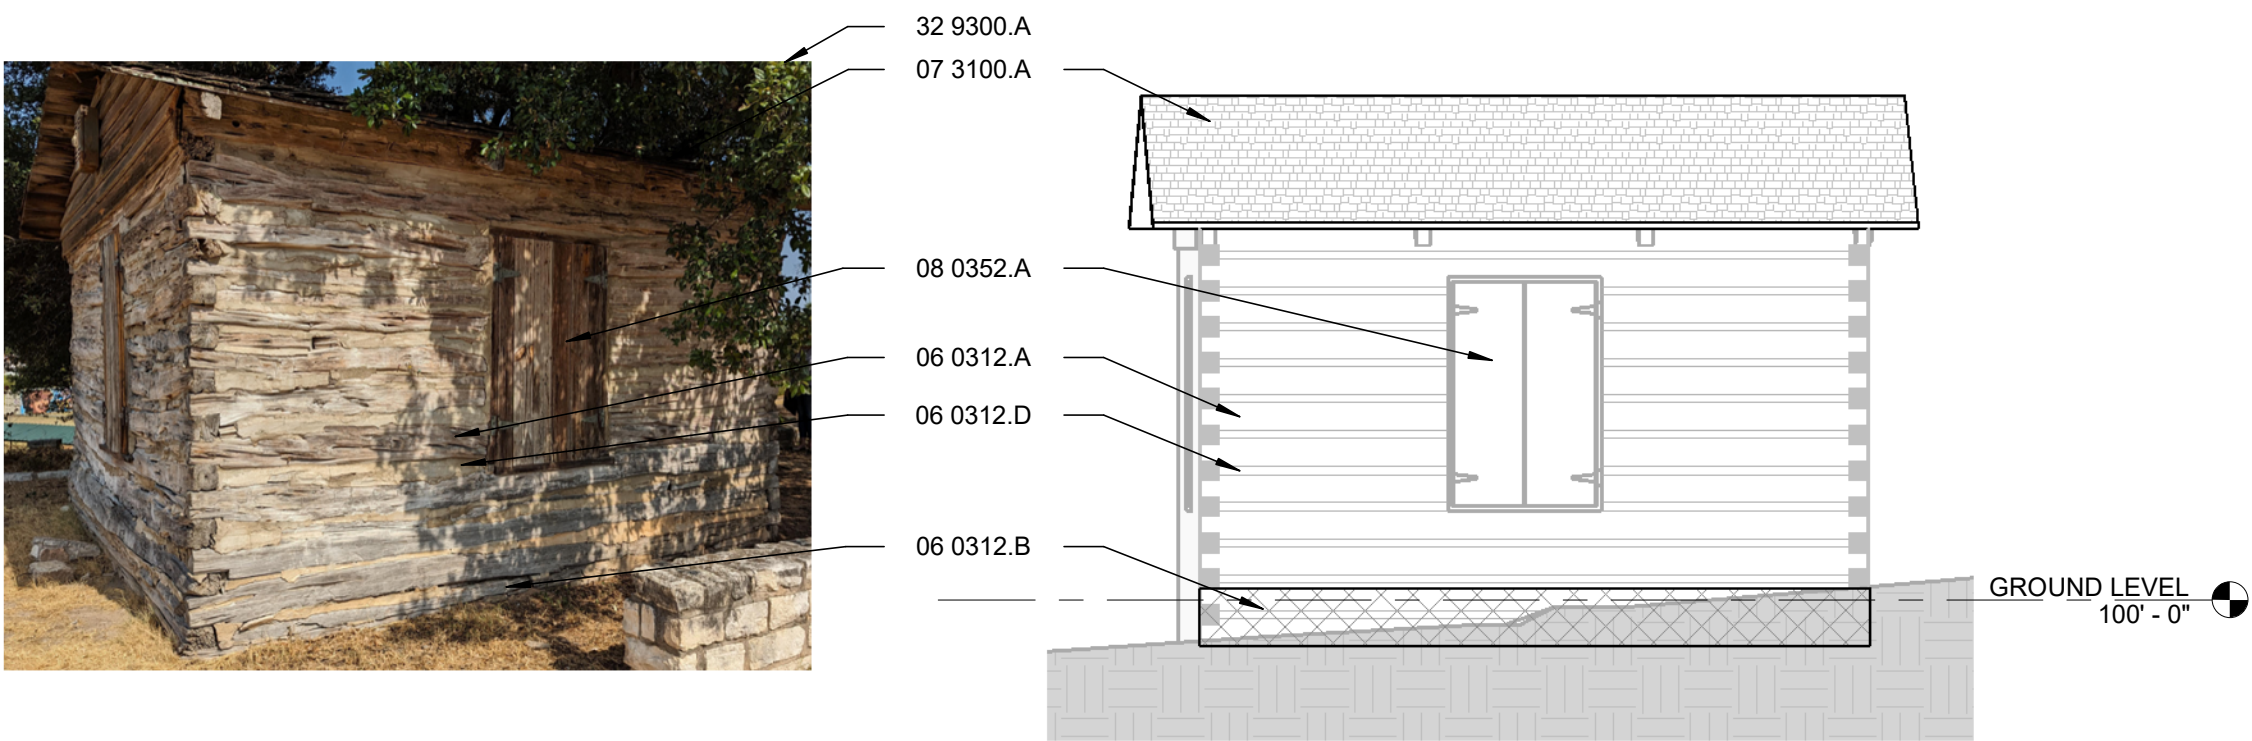 32 9300.A
07 3100.A
08 0352.A
06 0312.A
06 0312.D
06 0312.B
GROUND LEVEL
100' - 0"